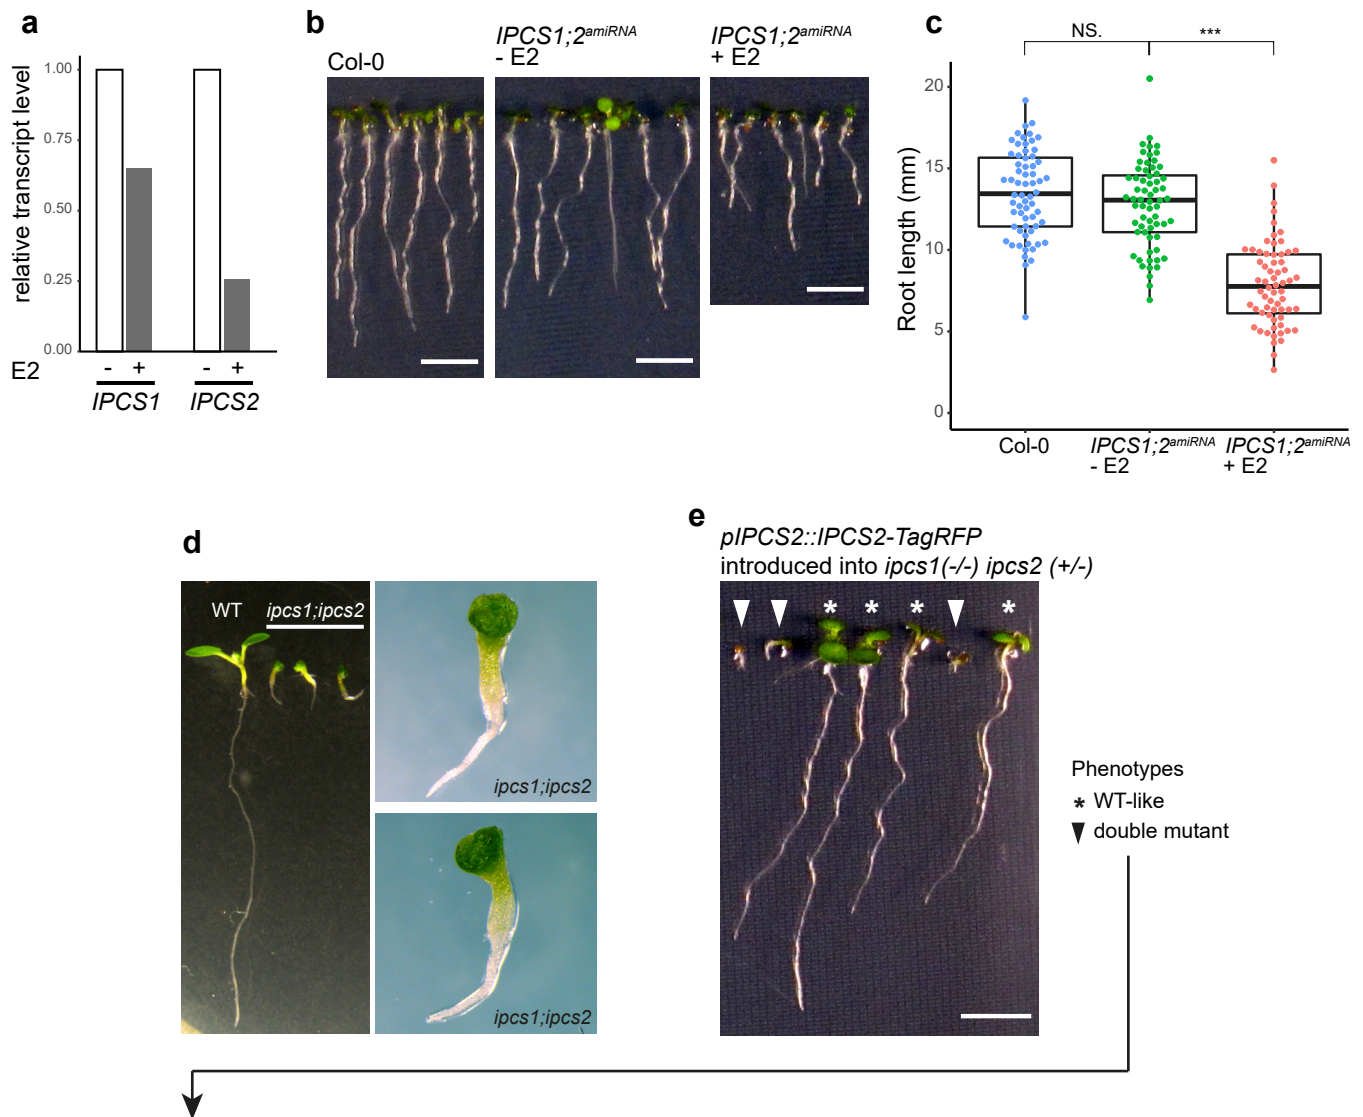 a
relative transcript level
1.00
0.75
0.50
0.25
0.00
E2
- + - +
IPCS1 IPCS2
b
Col-0
IPCS1;2amiRNA
- E2
IPCS1;2amiRNA
+ E2
c
NS. ***
Root length (mm)
20
15
10
5
0
Col-0
IPCS1;2amiRNA
- E2
IPCS1;2amiRNA
+ E2
d
WT ipcs1;ipcs2
ipcs1;ipcs2
ipcs1;ipcs2
e
pIPCS2::IPCS2-TagRFP
introduced into ipcs1(-/-) ipcs2 (+/-)
* * * *
Phenotypes
* WT-like
double mutant